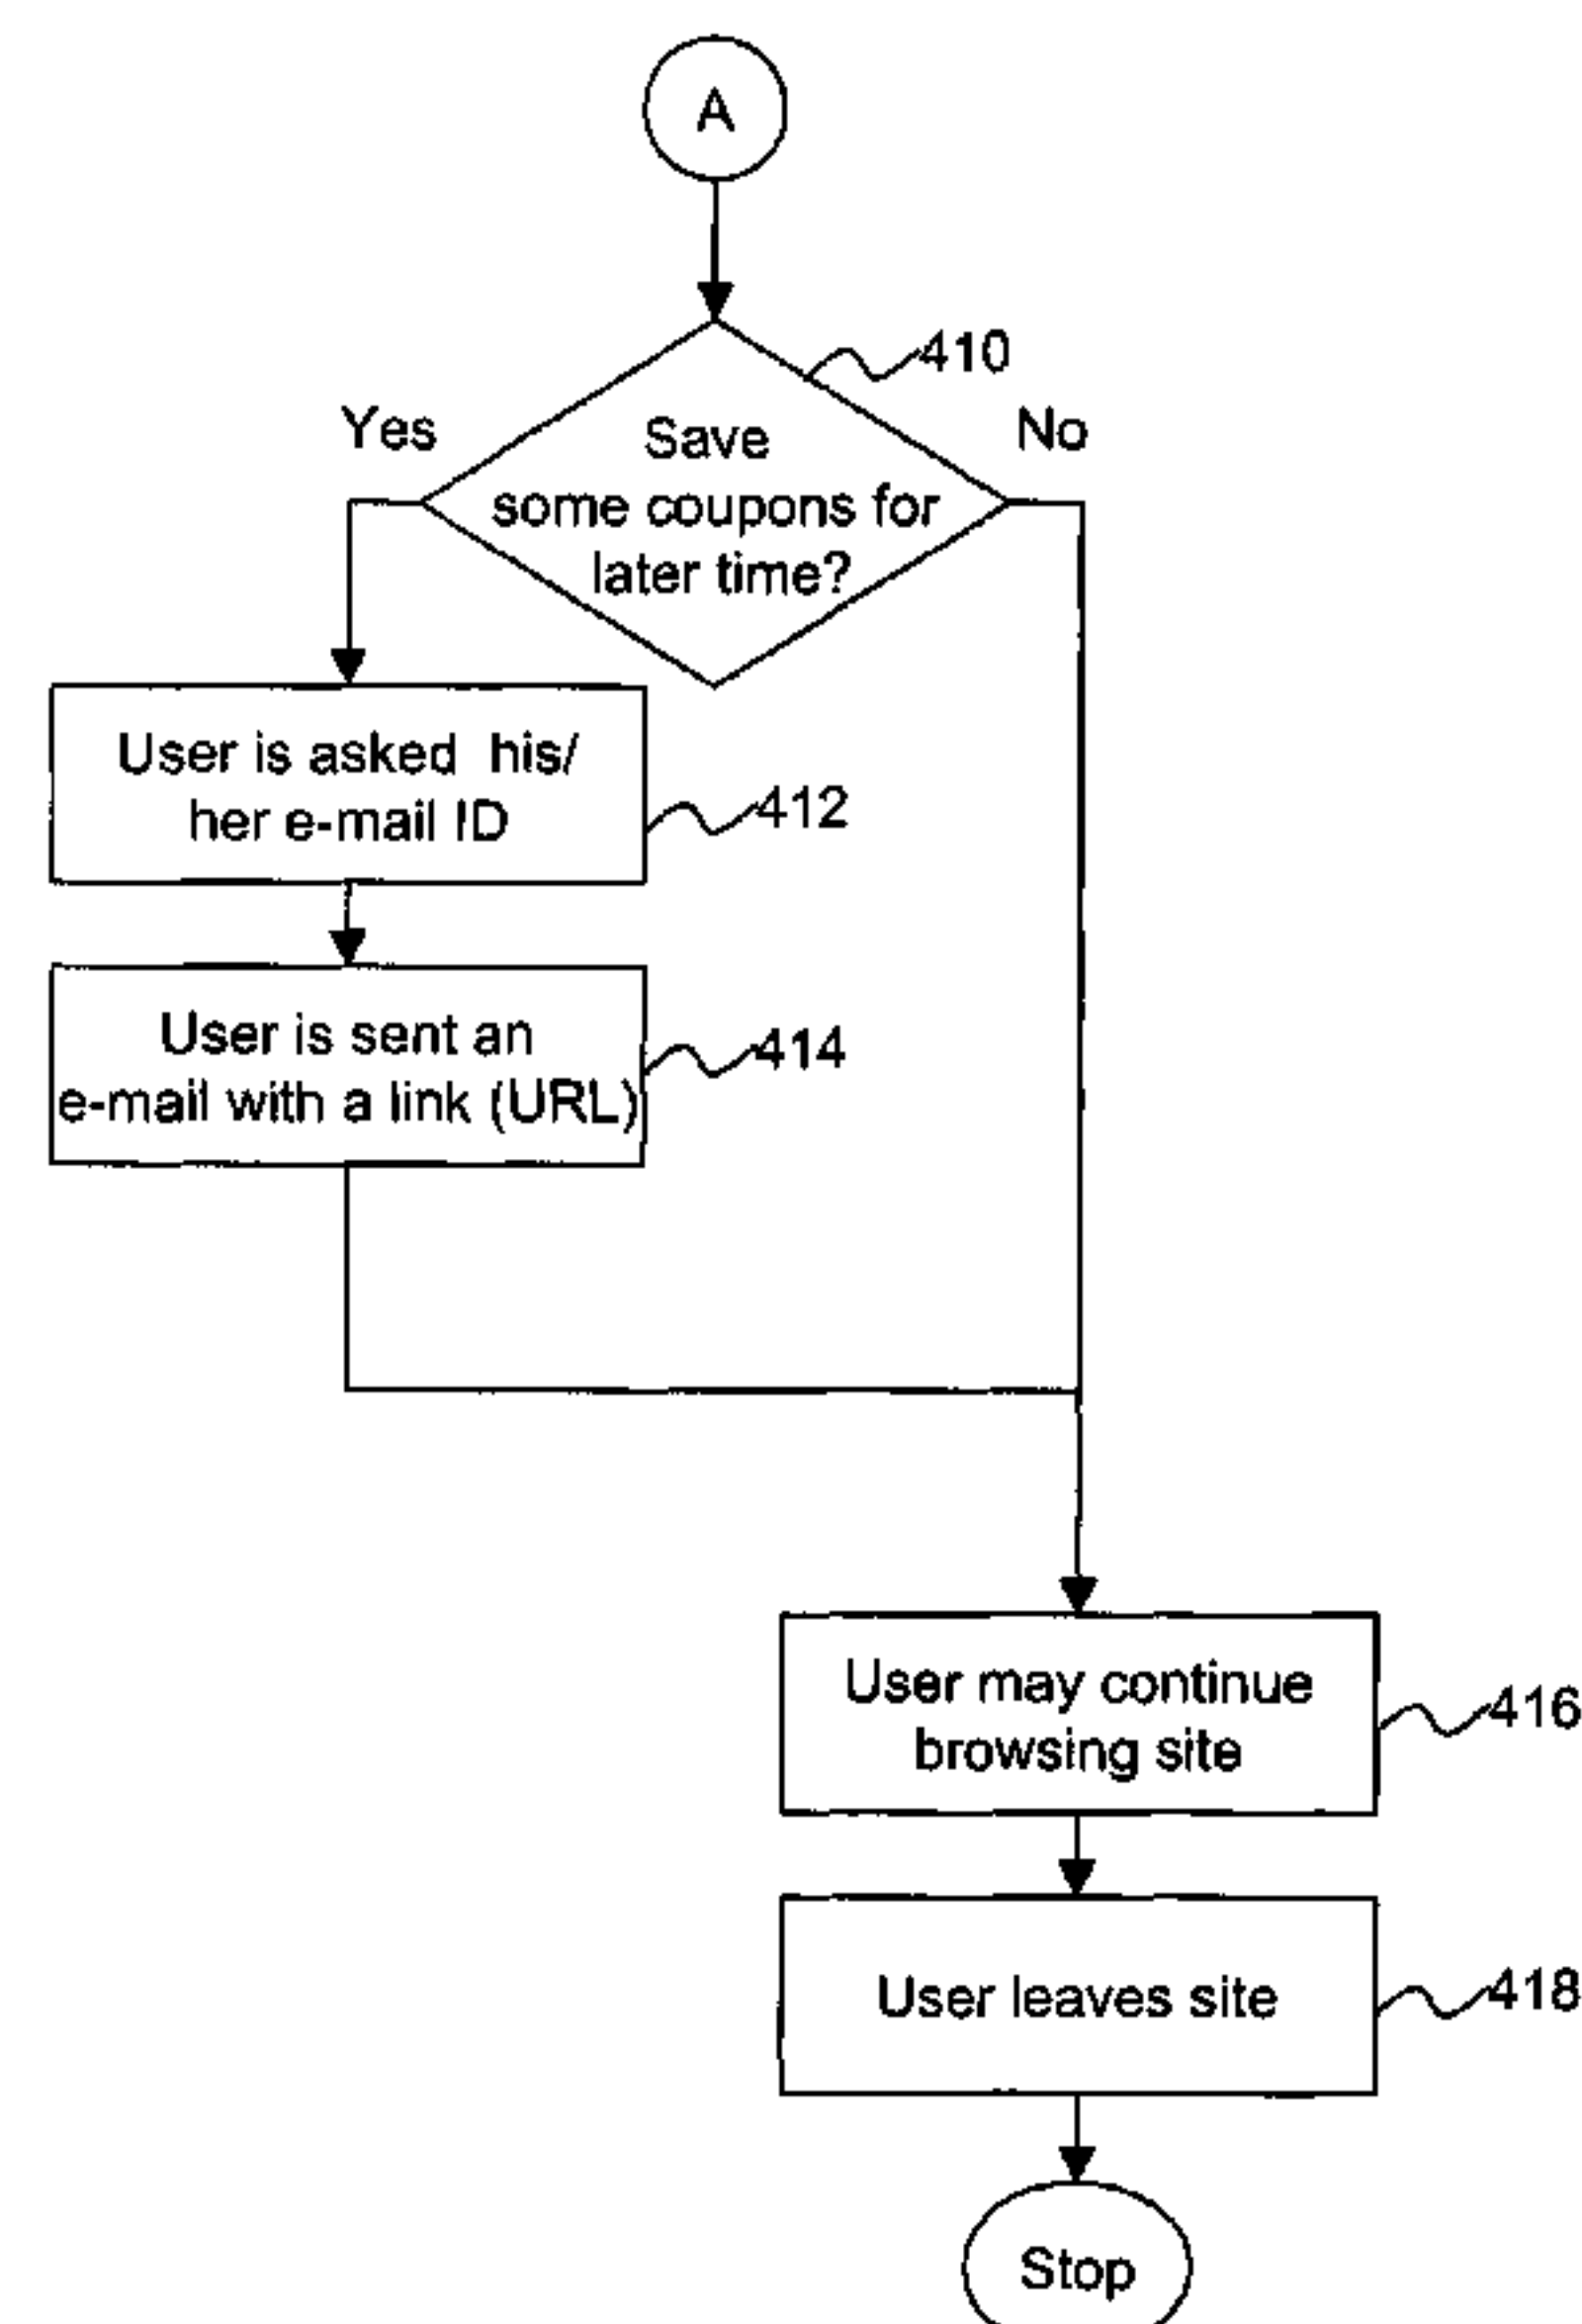 A
410
Yes
No
Save
some coupons for
later time?
User is asked his/
her e-mail ID
412
User is sent an
e-mail with a link (URL)
414
User may continue
browsing site
416
User leaves site
418
Stop